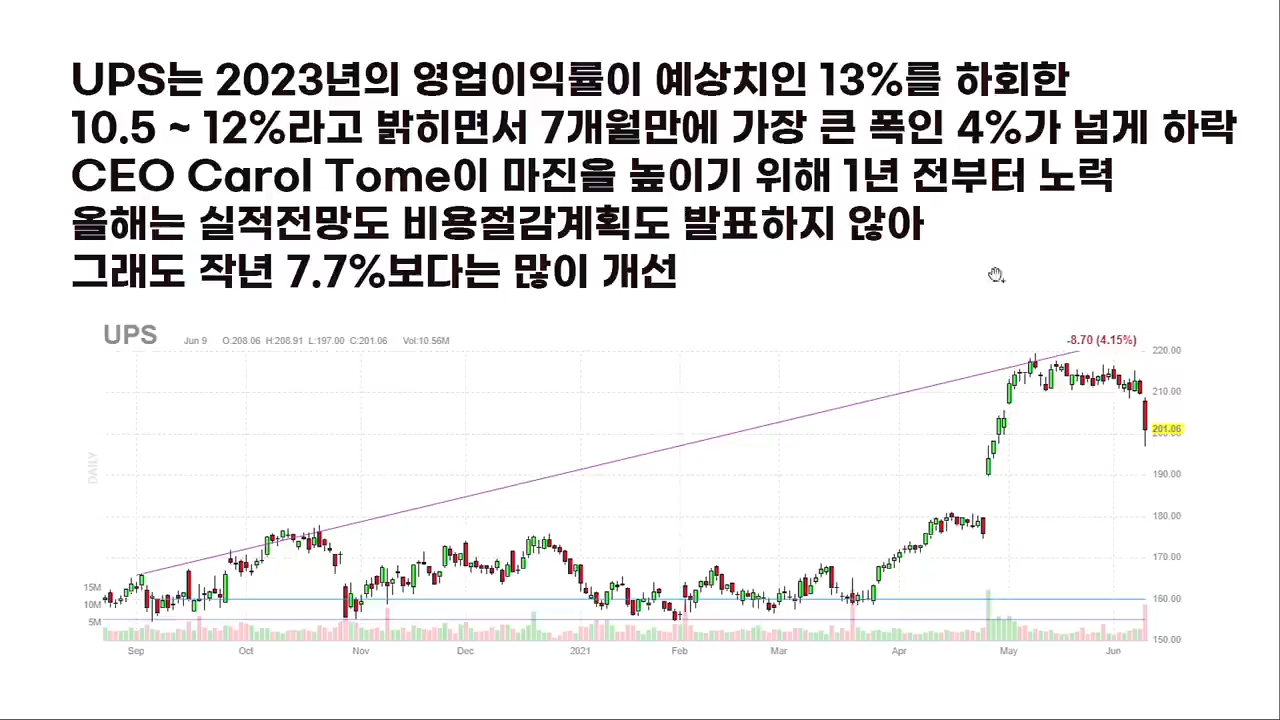 UPS는 2023년의 영업이익률이 예상치인 13%를 하회한
10.5 ~ 12%라고 밝히면서 7개월만에 가장 큰 폭인 4%가 넘게 하락
CEO Carol Tome이 마진을 높이기 위해 1년 전부터 노력
올해는 실적전망도 비용절감계획도 발표하지 않아
그래도 작년 7.7%보다는 많이 개선
UPS Jun 9 O:208.06 H:208.91 L:197.00 C:201.06 Vol:10.56M
-8.70 (4.15%)
220.00
210.00
201.06
200.00
190.00
180.00
170.00
160.00
150.00
DAILY
15M
10M
5M
Sep Oct Nov Dec 2021 Feb Mar Apr May Jun